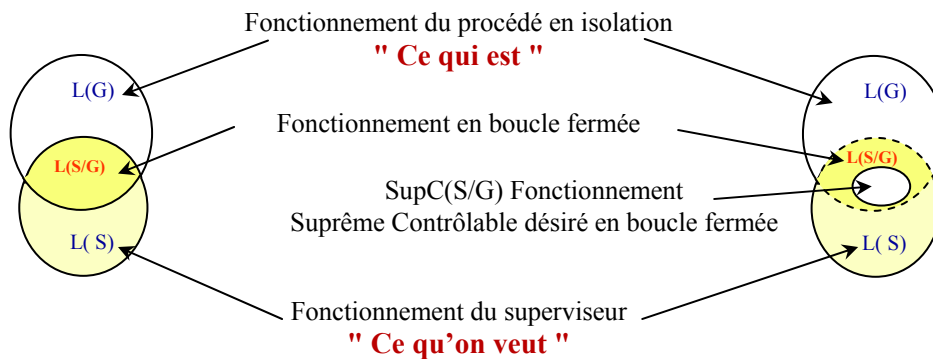 Fonctionnement du procédé en isolation
" Ce qui est "
L(G)
L(G)
Fonctionnement en boucle fermée
L(S/G)
L(S/G)
SupC(S/G) Fonctionnement
Suprême Contrôlable désiré en boucle fermée
L( S)
L( S)
Fonctionnement du superviseur
" Ce qu'on veut "